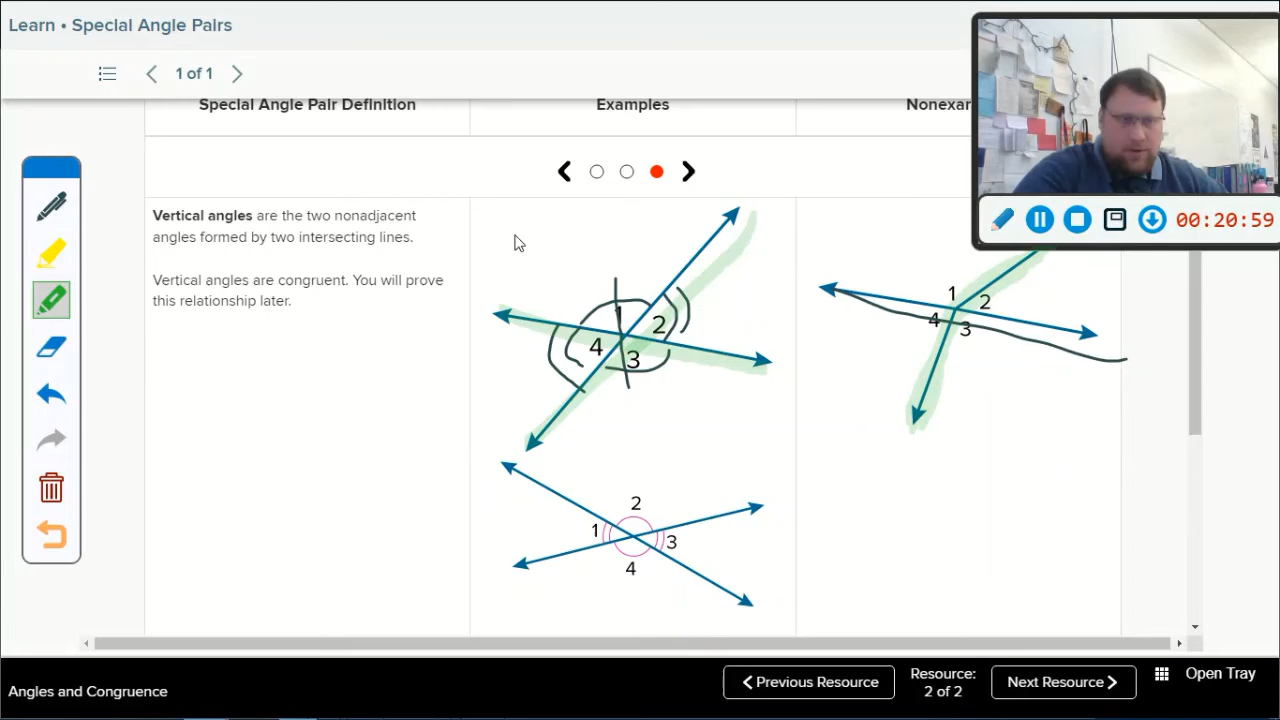 Learn • Special Angle Pairs
1 of 1
Special Angle Pair Definition
Examples
Nonexar
00:20:59
Vertical angles are the two nonadjacent
angles formed by two intersecting lines.
Vertical angles are congruent. You will prove
this relationship later.
1
2
4
3
1
2
4
3
2
1
3
4
Angles and Congruence
Previous Resource
Resource:
2 of 2
Next Resource
Open Tray